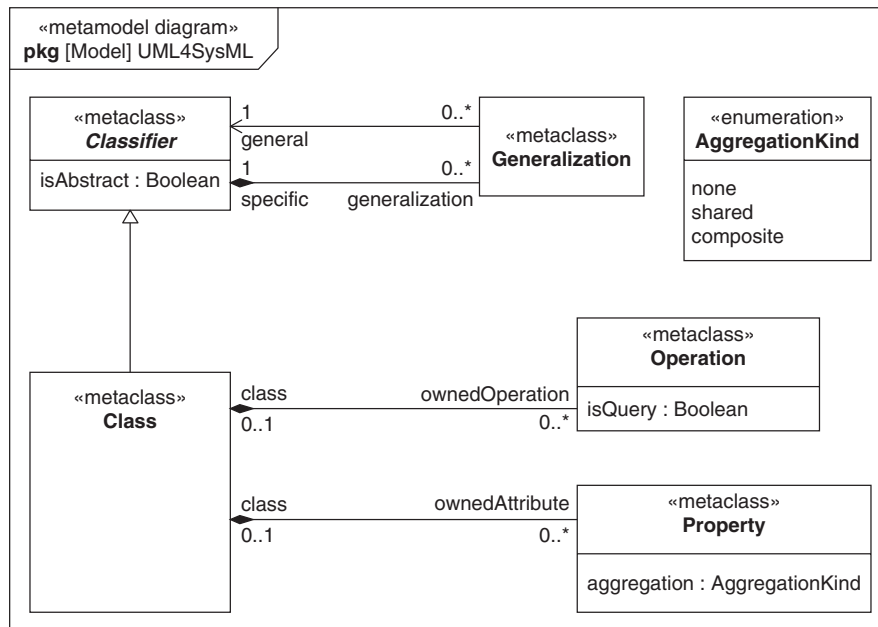 «metamodel diagram»
pkg [Model] UML4SysML
«metaclass»
Classifier
isAbstract : Boolean
1
general
0..*
1
specific
0..*
generalization
«metaclass»
Generalization
«enumeration»
AggregationKind
none
shared
composite
«metaclass»
Class
class
0..1
ownedOperation
0..*
«metaclass»
Operation
isQuery : Boolean
class
0..1
ownedAttribute
0..*
«metaclass»
Property
aggregation : AggregationKind